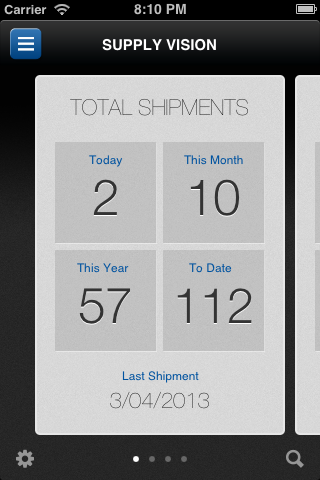 Carrier 8:10 PM
SUPPLY VISION
TOTAL SHIPMENTS
Today This Month
2 10
This Year To Date
57 112
Last Shipment
3/04/2013